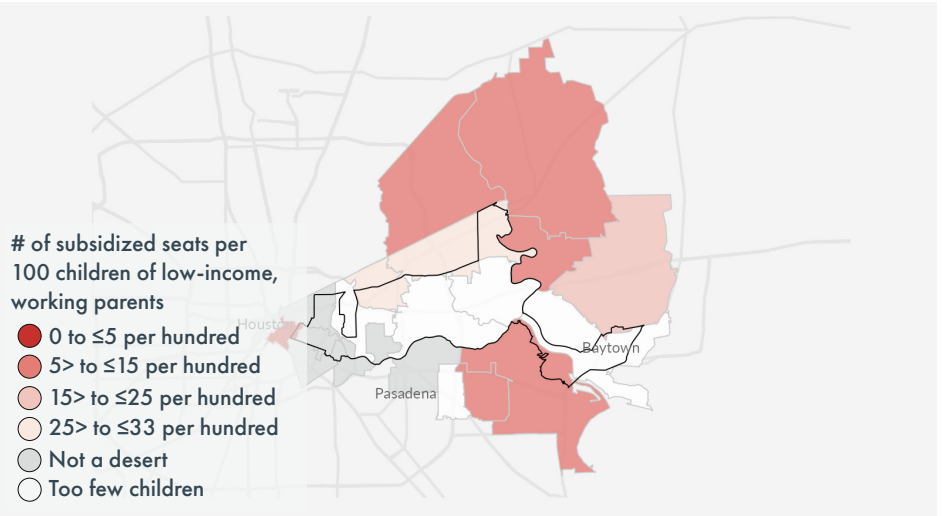 # of subsidized seats per
100 children of low-income,
working parents
0 to ≤5 per hundred
5> to ≤15 per hundred
15> to ≤25 per hundred
25> to ≤33 per hundred
Not a desert
Too few children
Houston
Pasadena
Baytown